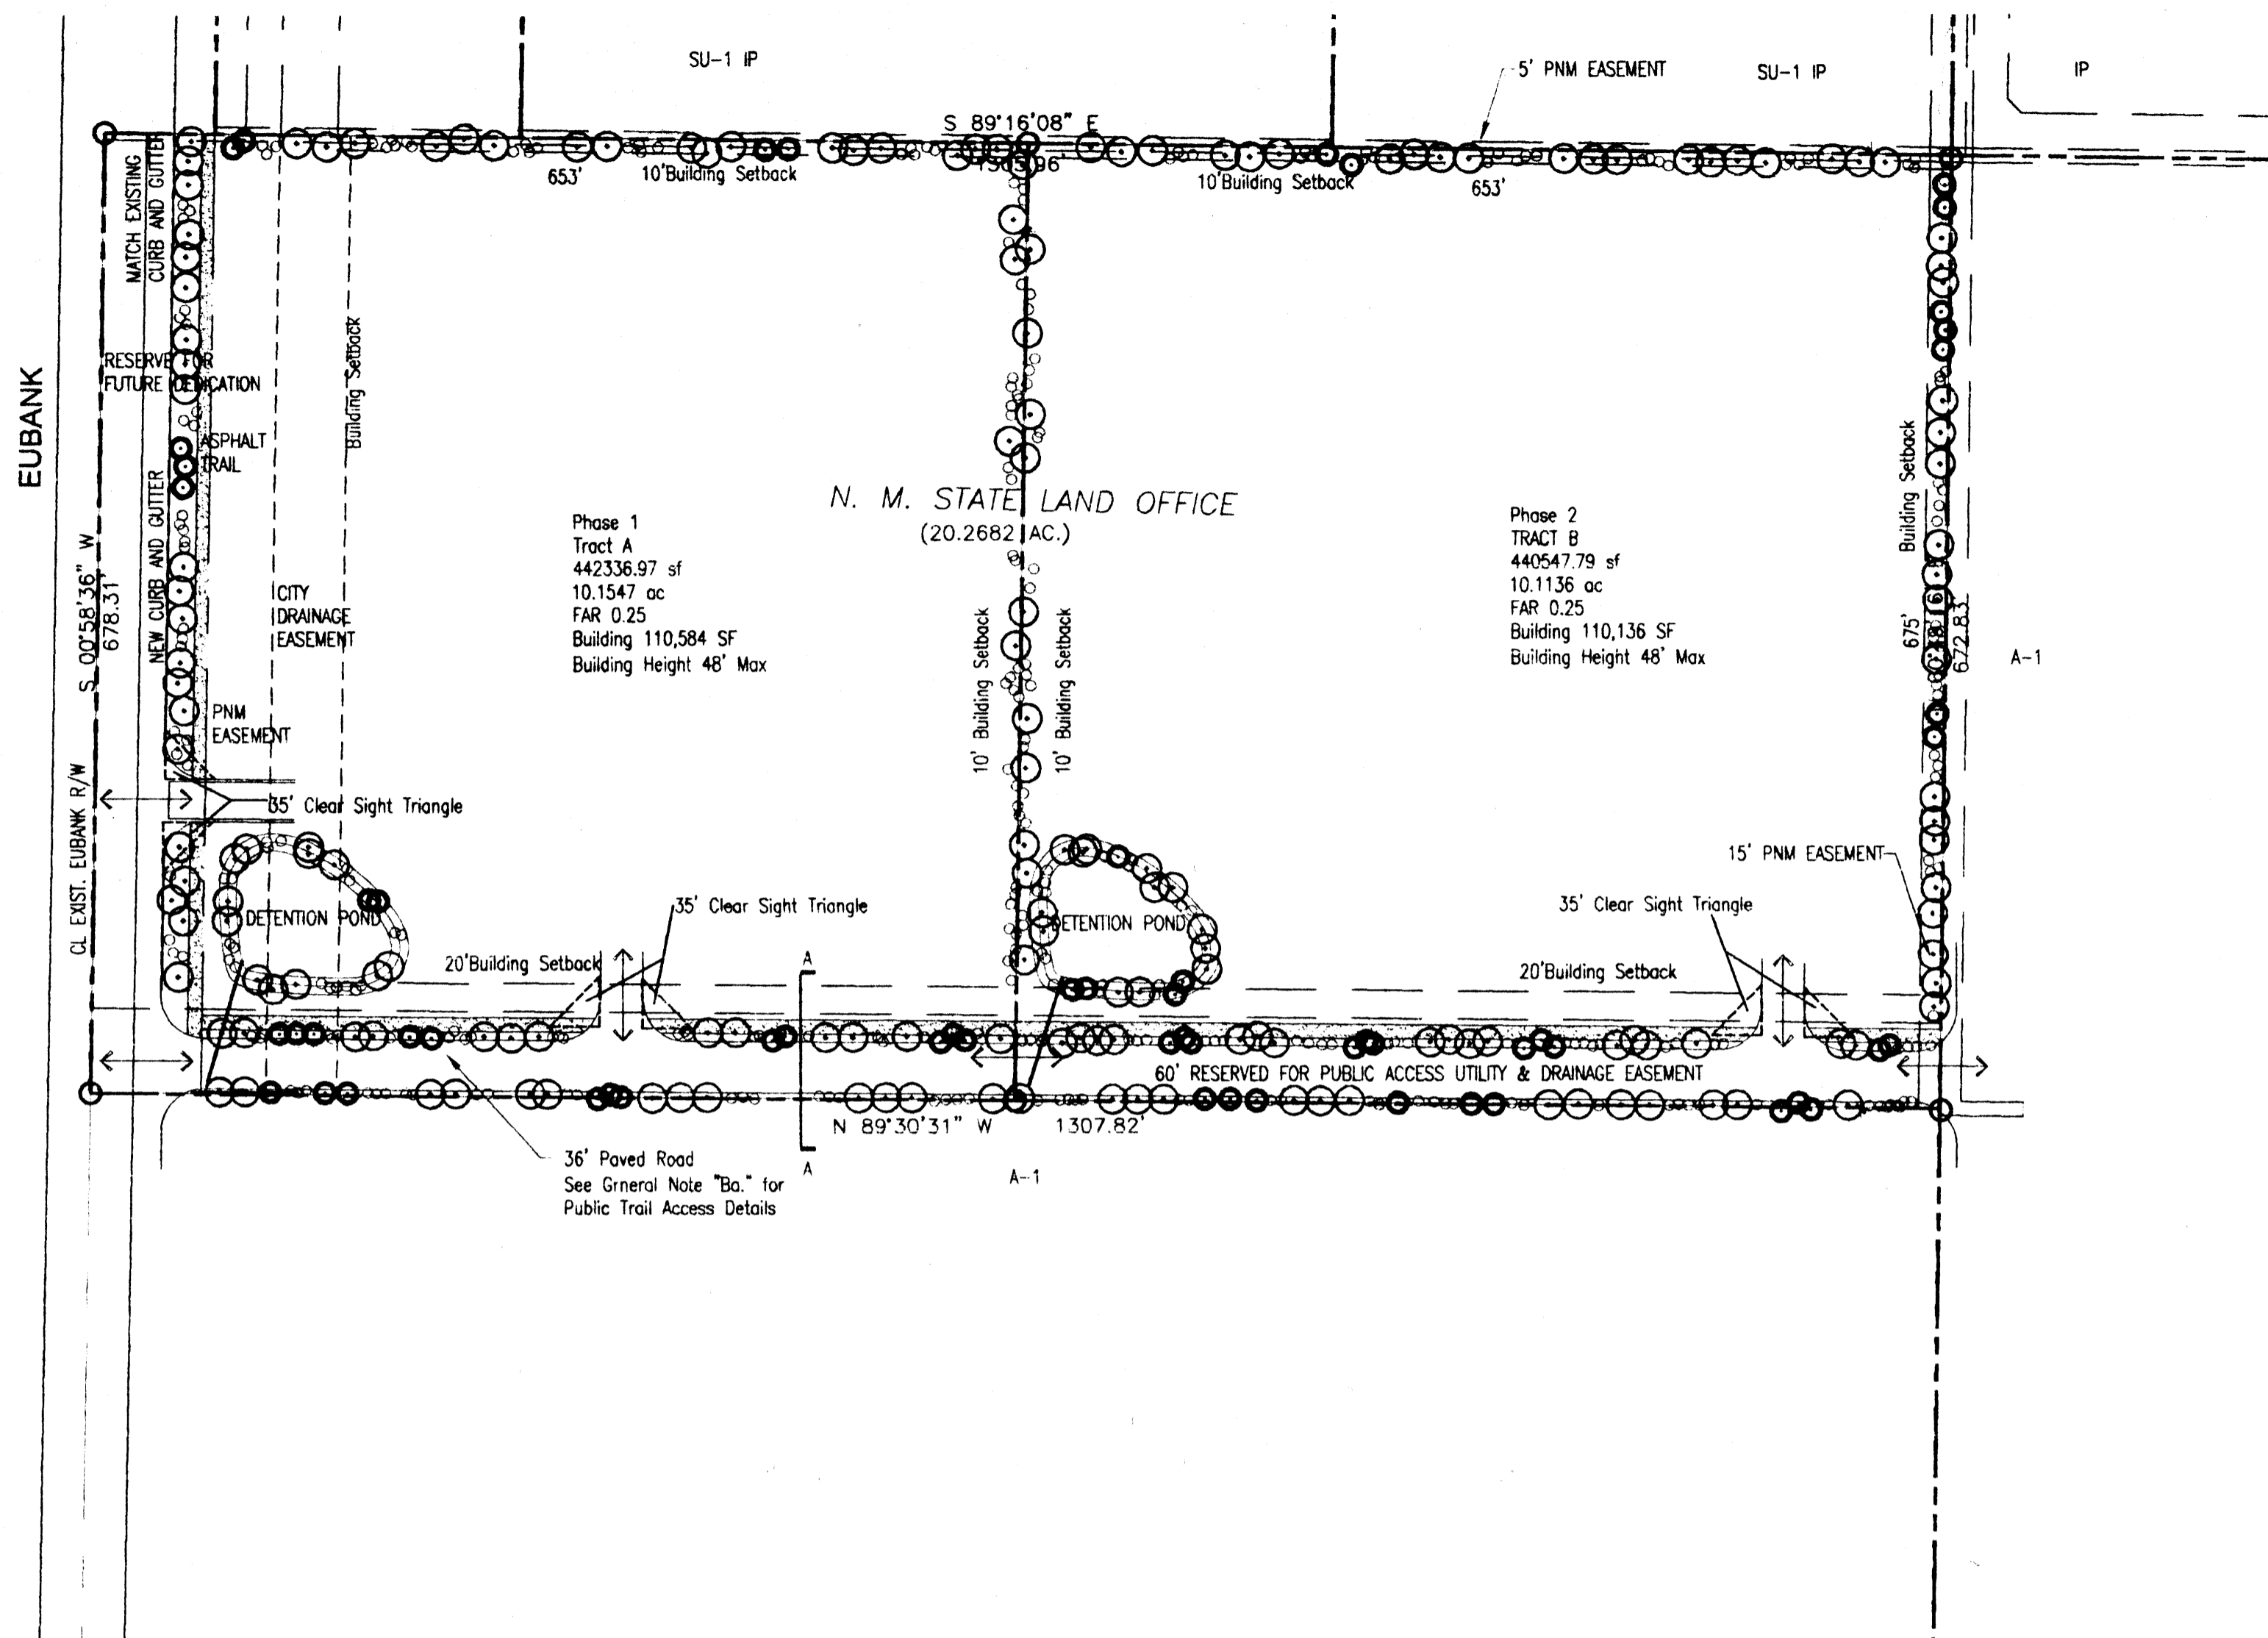 SU-1 IP
5' PNM EASEMENT
SU-1 IP
IP
S 89°16'08" E
653'
10'Building Setback
10'Building Setback
653'
MATCH EXISTING
CURB AND GUTTER
RESERVE FOR
FUTURE DEDICATION
Building Setback
EUBANK
ASPHALT
TRAIL
NEW CURB AND GUTTER
S 00°58'36" W
678.31'
CL EXIST. EUBANK R/W
CITY
DRAINAGE
EASEMENT
PNM
EASEMENT
N. M. STATE LAND OFFICE
(20.2682 AC.)
Phase 1
Tract A
442336.97 sf
10.1547 ac
FAR 0.25
Building 110,584 SF
Building Height 48' Max
Phase 2
TRACT B
440547.79 sf
10.1136 ac
FAR 0.25
Building 110,136 SF
Building Height 48' Max
10' Building Setback
10' Building Setback
Building Setback
675'
672.83'
A-1
35' Clear Sight Triangle
DETENTION POND
35' Clear Sight Triangle
20'Building Setback
A
DETENTION POND
15' PNM EASEMENT
35' Clear Sight Triangle
20'Building Setback
60' RESERVED FOR PUBLIC ACCESS UTILITY & DRAINAGE EASEMENT
N 89°30'31" W
1307.82'
A
A-1
36' Paved Road
See Grneral Note "Ba." for
Public Trail Access Details